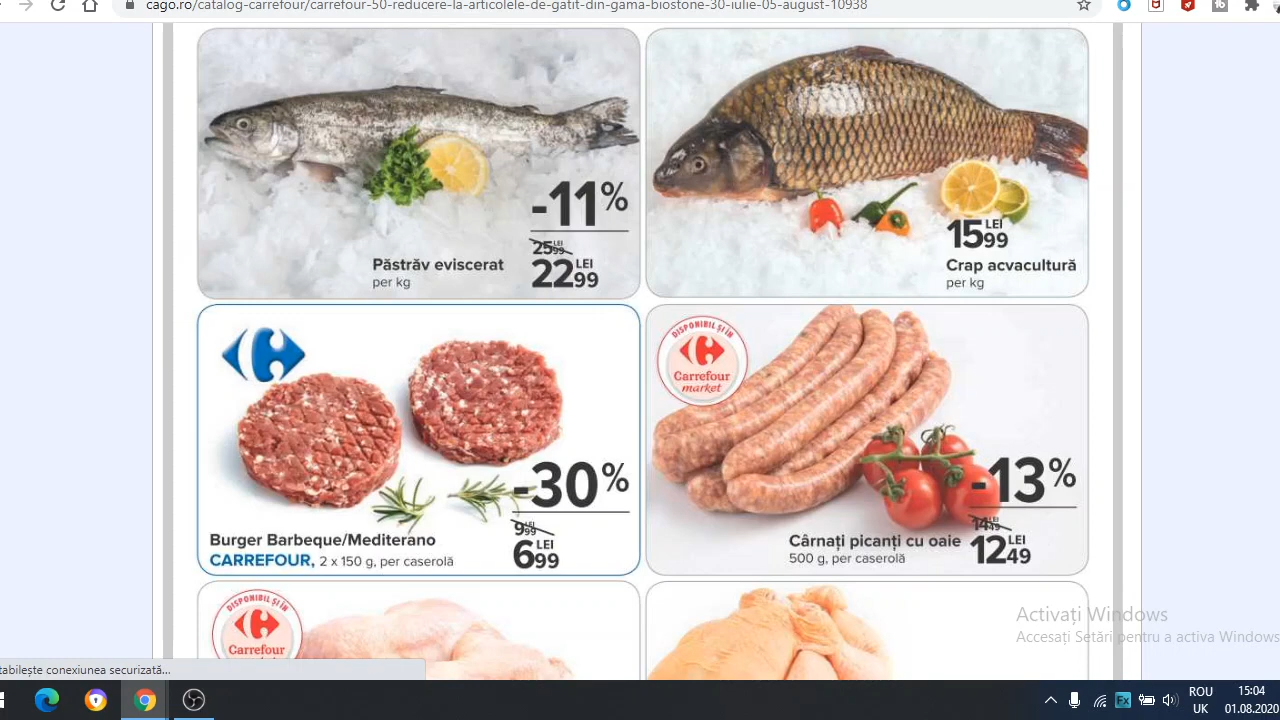 cago.ro/catalog-carrefour/carrefour-50-reducere-la-articolele-de-gatit-din-gama-biostone-30-iulie-05-august-10938
-11%
25 99 LEI
Păstrăv eviscerat
per kg
22 99 LEI
15 99 LEI
Crap acvacultură
per kg
-30%
9 99 LEI
Burger Barbeque/Mediterano
CARREFOUR, 2 x 150 g, per caserolă
6 99 LEI
DISPONIBIL ȘI ÎN
Carrefour
market
-13%
14 49 LEI
Cârnați picanți cu oaie
500 g, per caserolă
12 49 LEI
DISPONIBIL ȘI ÎN
Carrefour
Activați Windows
Accesați Setări pentru a activa Windows
tabilește conexiunea securizată...
Fx
ROU
UK
15:04
01.08.2020